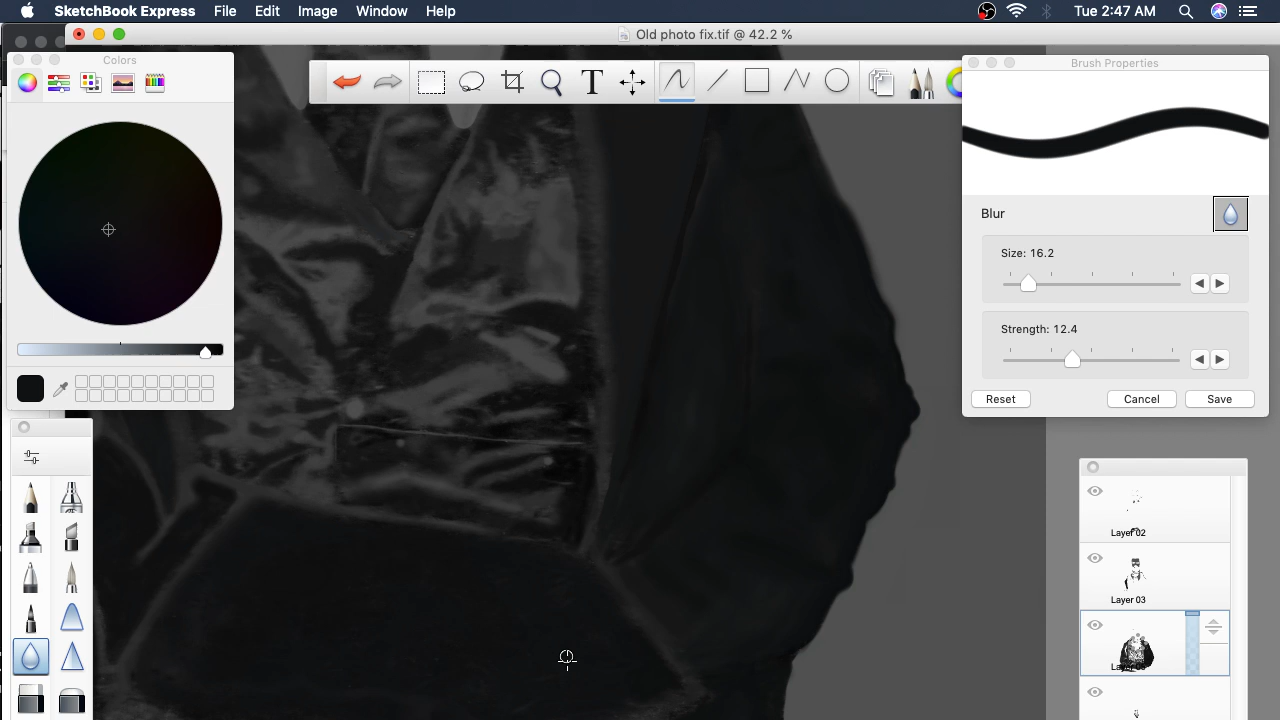 SketchBook Express File Edit Image Window Help Tue 2:47 AM
Old photo fix.tif @ 42.2 %
Colors
T
Brush Properties
Blur
Size: 16.2
Strength: 12.4
Reset Cancel Save
Layer 02
Layer 03